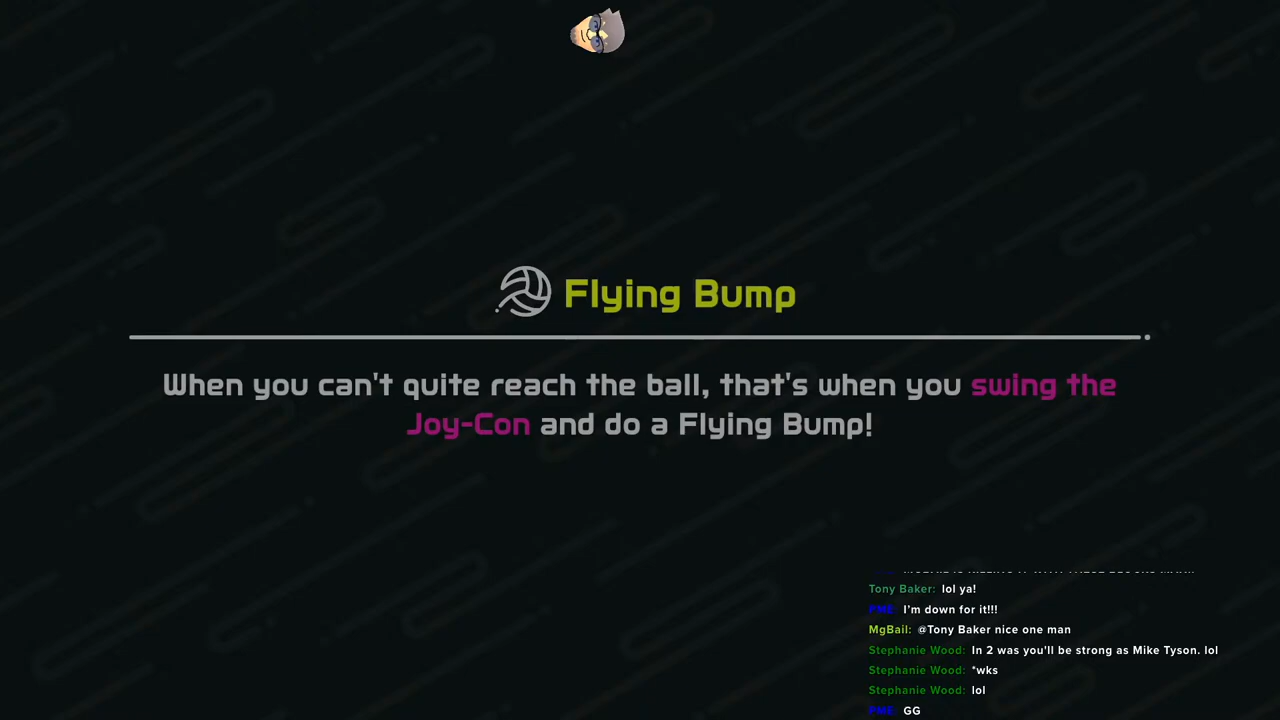 Flying Bump
When you can't quite reach the ball, that's when you swing the
Joy-Con and do a Flying Bump!
Tony Baker: lol ya!
PME: I'm down for it!!!
MgBail: @Tony Baker nice one man
Stephanie Wood: In 2 was you'll be strong as Mike Tyson. lol
Stephanie Wood: *wks
Stephanie Wood: lol
PME: GG